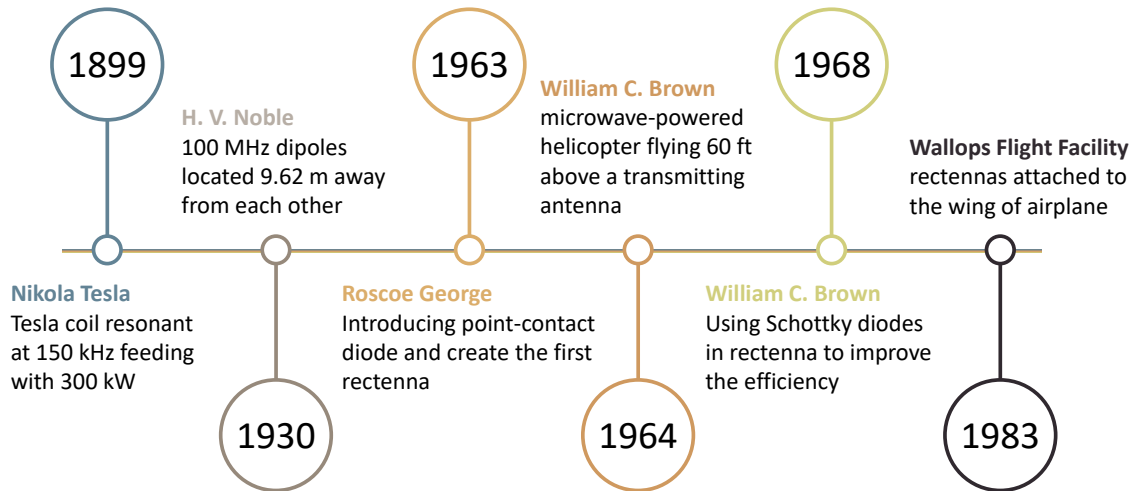 1899
Nikola Tesla
Tesla coil resonant
at 150 kHz feeding
with 300 kW
H. V. Noble
100 MHz dipoles
located 9.62 m away
from each other
1930
1963
Roscoe George
Introducing point-contact
diode and create the first
rectenna
William C. Brown
microwave-powered
helicopter flying 60 ft
above a transmitting
antenna
1964
1968
William C. Brown
Using Schottky diodes
in rectenna to improve
the efficiency
Wallops Flight Facility
rectennas attached to
the wing of airplane
1983